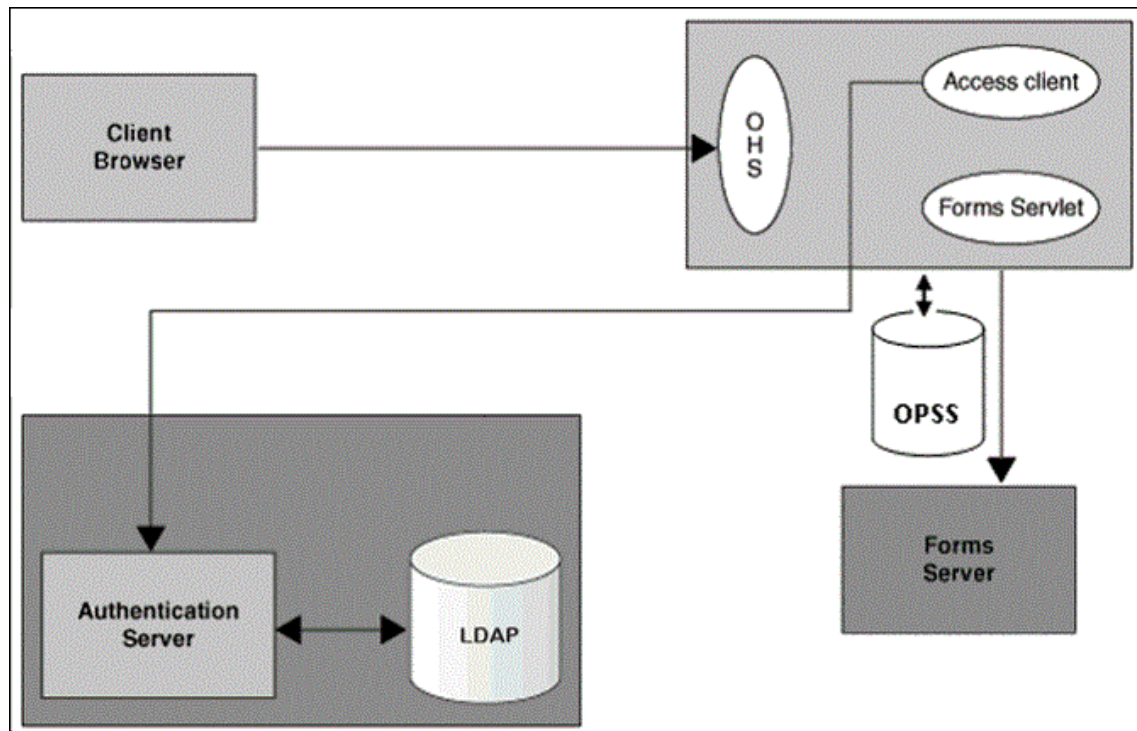 Client
Browser
O
H
S
Access client
Forms Servlet
OPSS
Forms
Server
Authentication
Server
LDAP